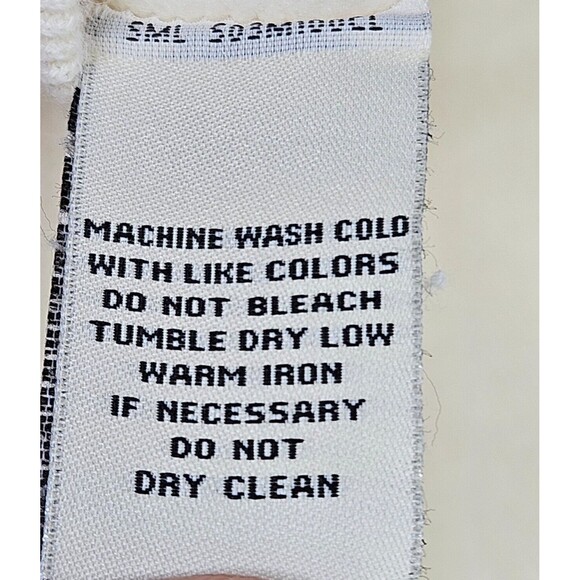 SML
MACHINE WASH COLD
WITH LIKE COLORS
DO NOT BLEACH
TUMBLE DRY LOW
WARM IRON
IF NECESSARY
DO NOT
DRY CLEAN